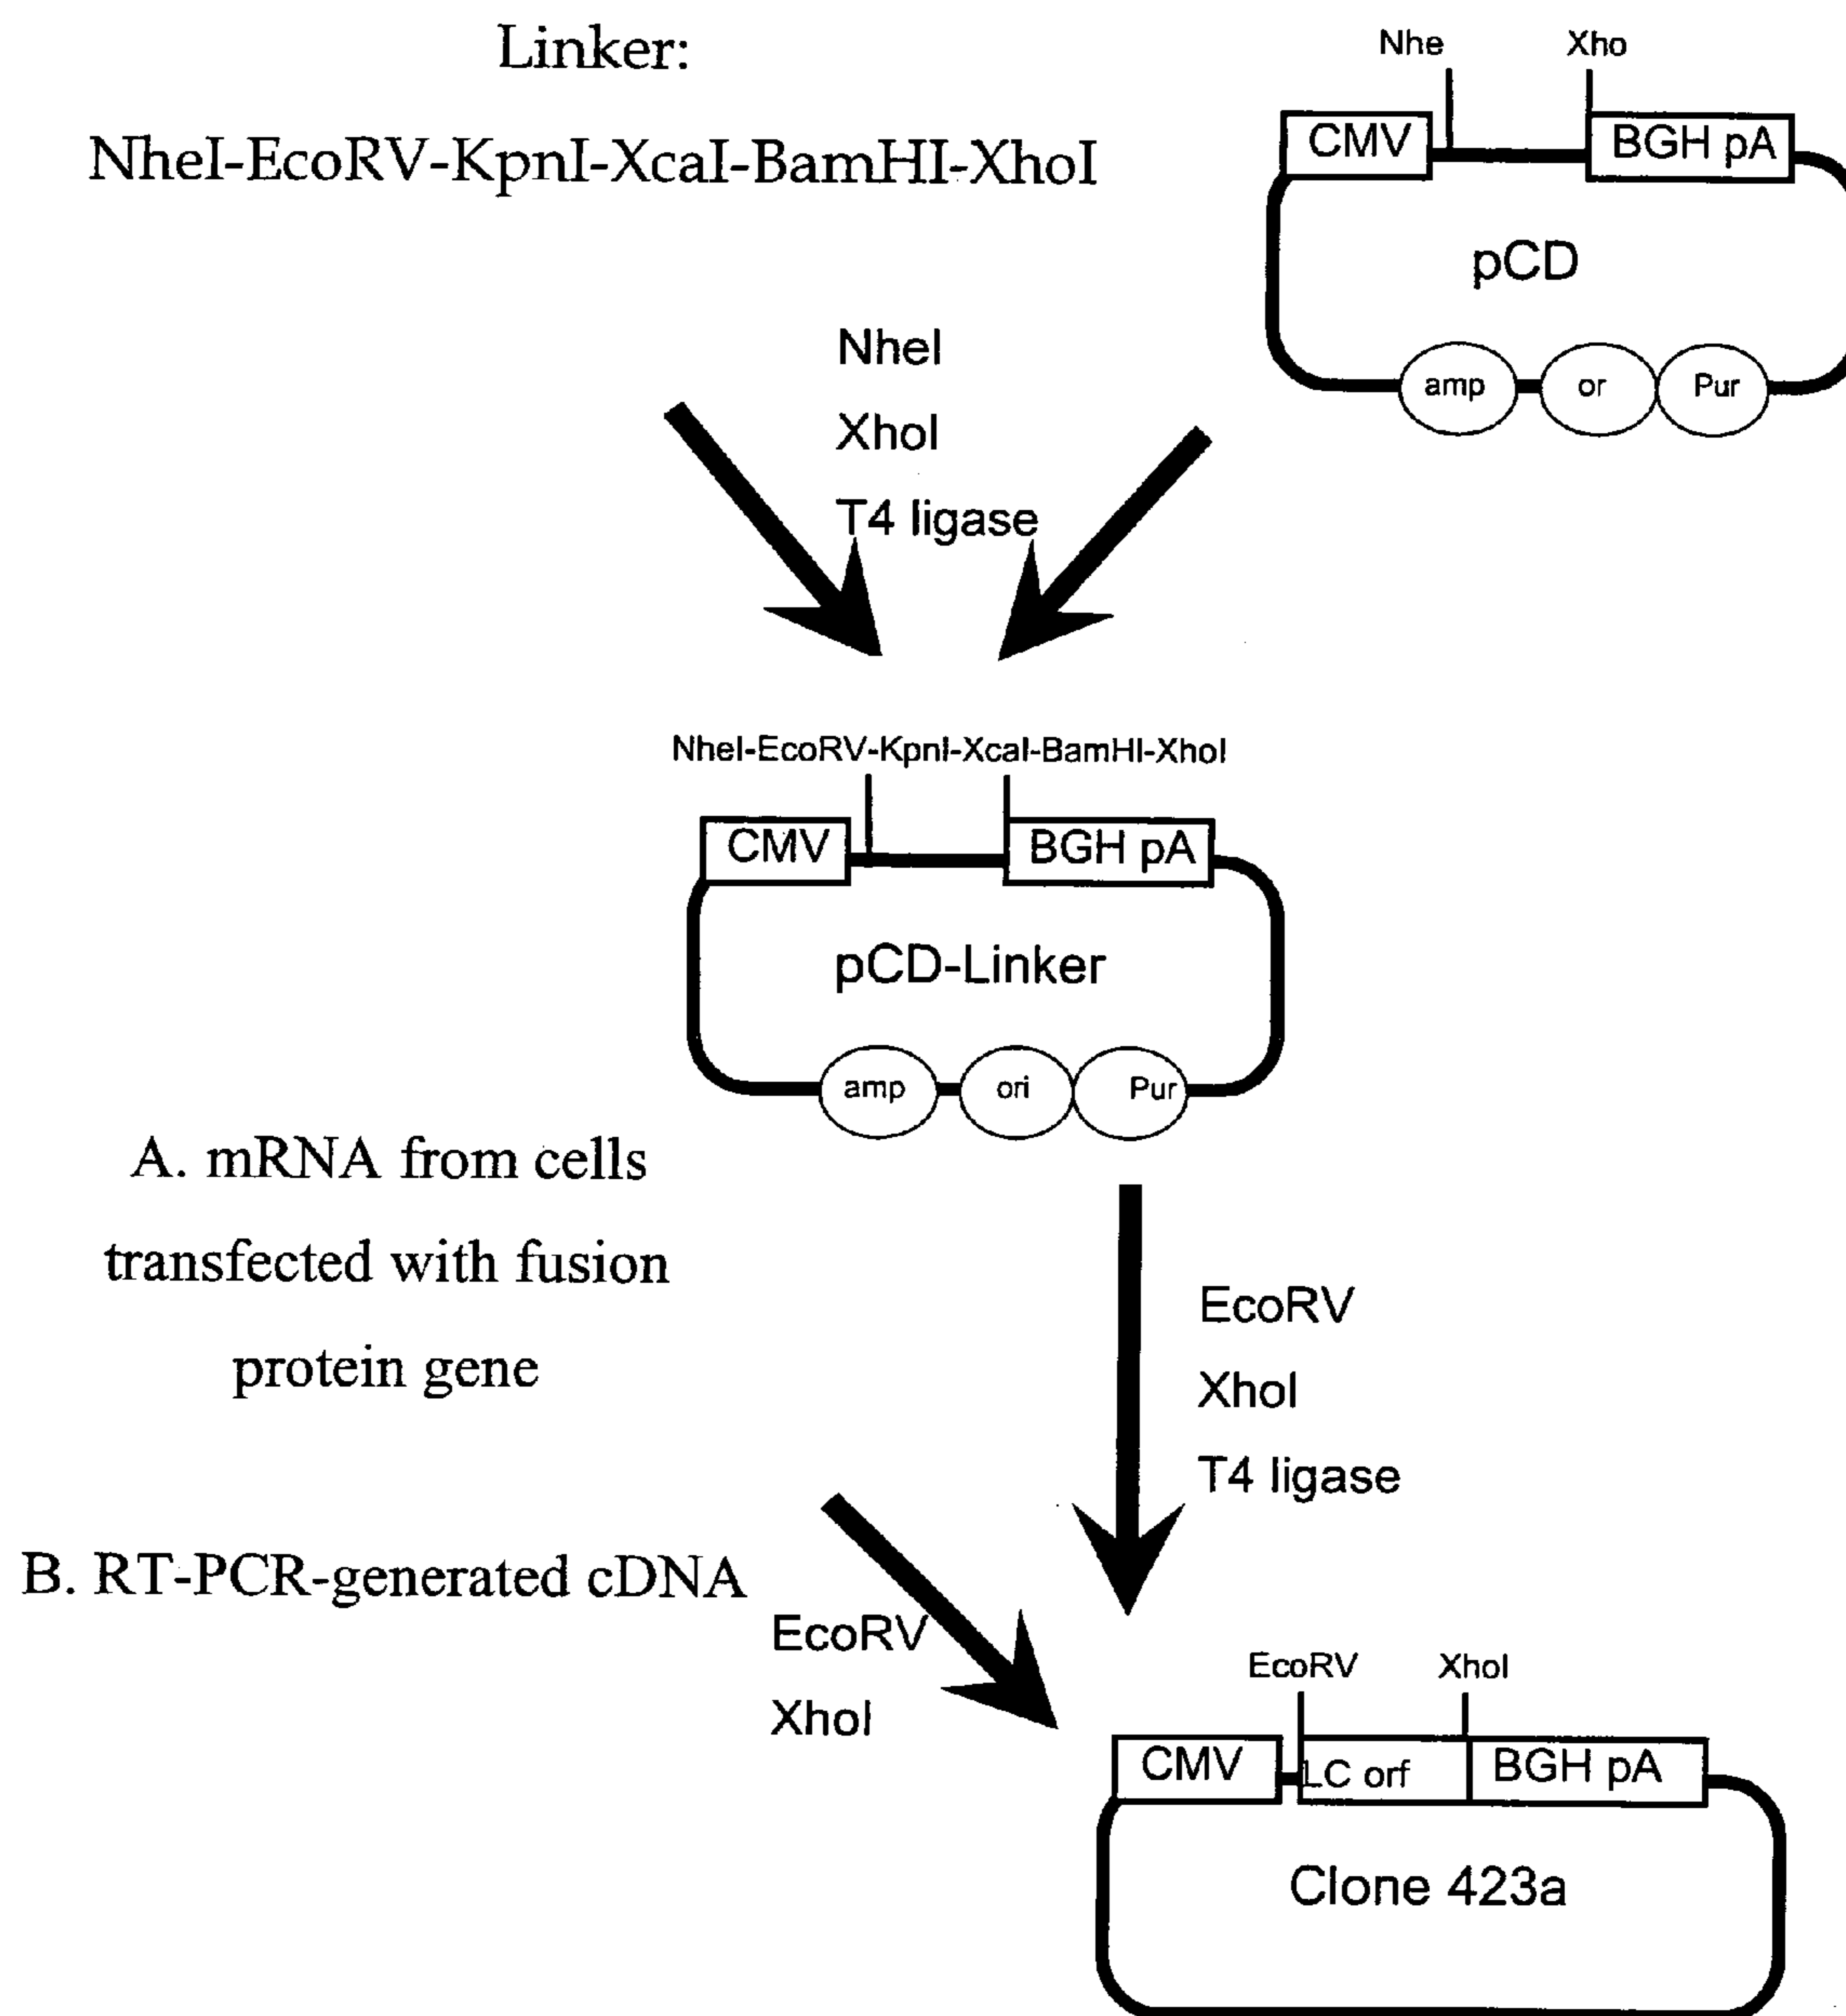 Linker:
NheI-EcoRV-KpnI-XcaI-BamHI-XhoI
Nhe
Xho
CMV
BGH pA
pCD
amp
or
Pur
NheI
XhoI
T4 ligase
NheI-EcoRV-KpnI-XcaI-BamHI-XhoI
CMV
BGH pA
pCD-Linker
amp
ori
Pur
A. mRNA from cells
transfected with fusion
protein gene
EcoRV
XhoI
T4 ligase
B. RT-PCR-generated cDNA
EcoRV
XhoI
EcoRV
XhoI
CMV
LC orf
BGH pA
Clone 423a